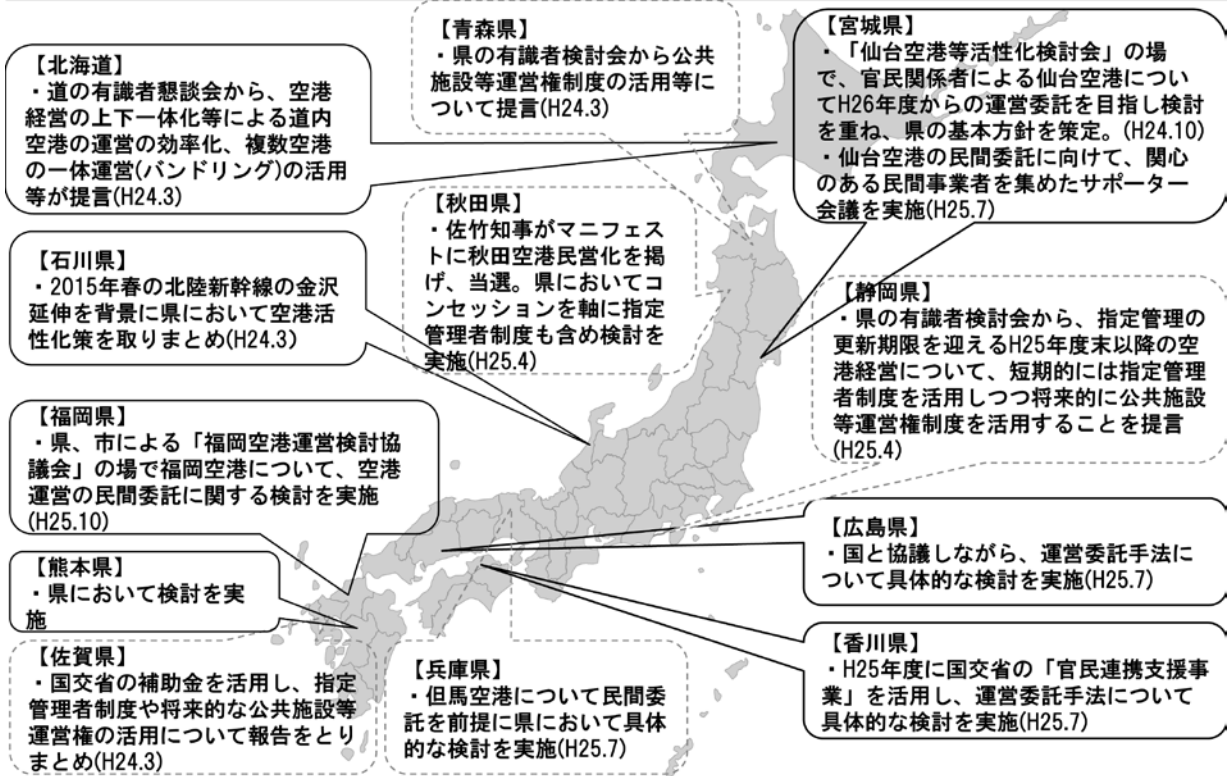 【青森県】
・県の有識者検討会から公共
施設等運営権制度の活用等に
ついて提言(H24.3)
【宮城県】
・「仙台空港等活性化検討会」の場
で、官民関係者による仙台空港につい
てH26年度からの運営委託を目指し検討
を重ね、県の基本方針を策定。(H24.10)
・仙台空港の民間委託に向けて、関心
のある民間事業者を集めたサポーター
会議を実施(H25.7)
【北海道】
・道の有識者懇談会から、空港
経営の上下一体化等による道内
空港の運営の効率化、複数空港
の一体運営(バンドリング)の活用
等が提言(H24.3)
【秋田県】
・佐竹知事がマニフェ
ストに秋田空港民営化を掲
げ、当選。県においてコ
ンセッションを軸に指定
管理者制度も含め検討を
実施(H25.4)
【石川県】
・2015年春の北陸新幹線の金沢
延伸を背景に県において空港活
性化策を取りまとめ(H24.3)
【静岡県】
・県の有識者検討会から、指定管理の
更新期限を迎えるH25年度末以降の空
港経営について、短期的には指定管理
者制度を活用しつつ将来的に公共施設
等運営権制度を活用することを提言
(H25.4)
【福岡県】
・県、市による「福岡空港運営検討協
議会」の場で福岡空港について、空港
運営の民間委託に関する検討を実施
(H25.10)
【広島県】
・国と協議しながら、運営委託手法に
ついて具体的な検討を実施(H25.7)
【熊本県】
・県において検討を実
施
【香川県】
・H25年度に国交省の「官民連携支援事
業」を活用し、運営委託手法について
具体的な検討を実施(H25.7)
【佐賀県】
・国交省の補助金を活用し、指定
管理者制度や将来的な公共施設等
運営権の活用について報告をとり
まとめ(H24.3)
【兵庫県】
・但馬空港について民間委
託を前提に県において具体
的な検討を実施(H25.7)